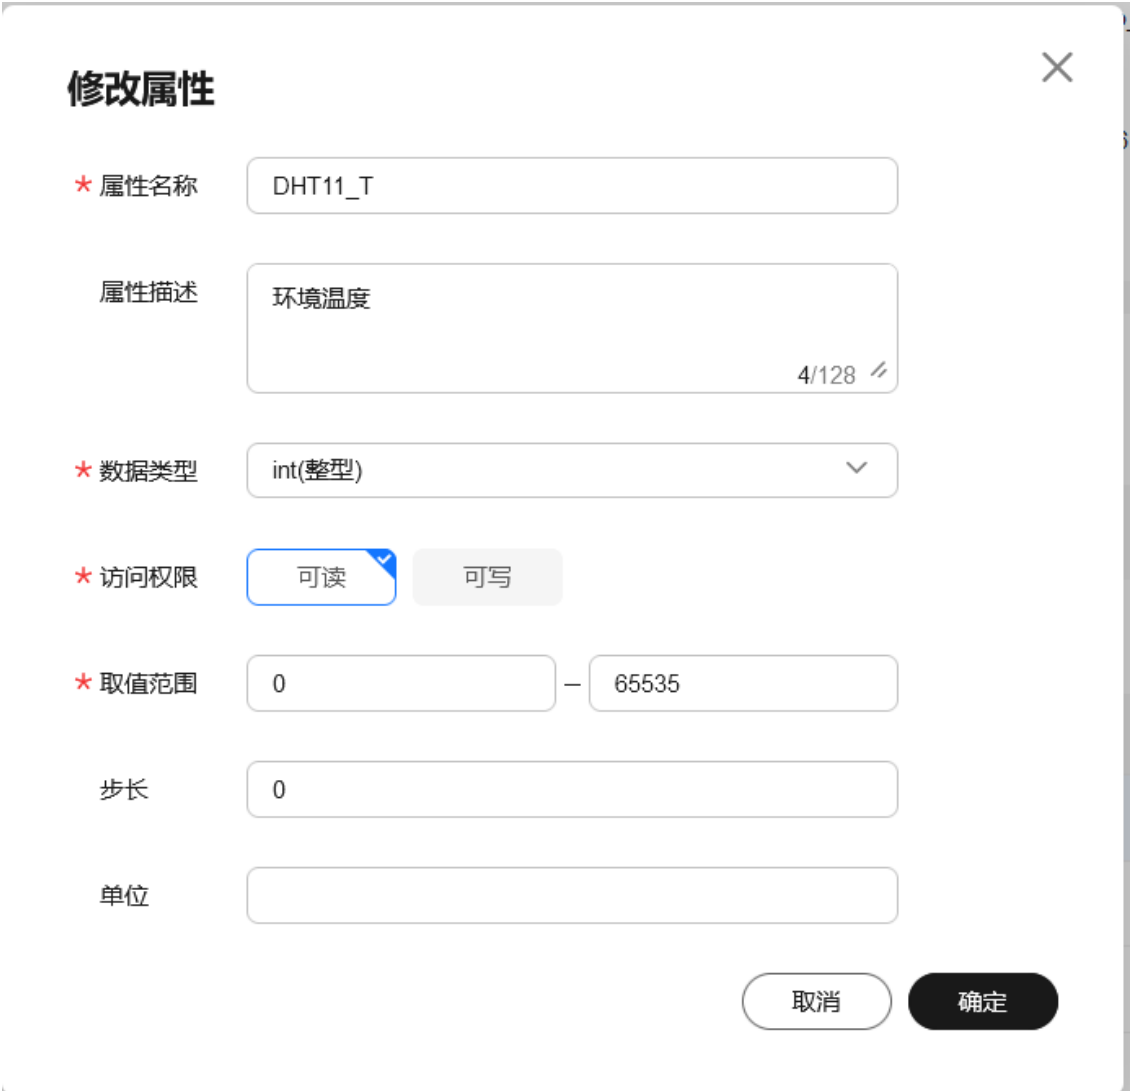 修改属性
* 属性名称 DHT11_T
属性描述 环境温度
4/128
* 数据类型 int(整型)
* 访问权限 可读 可写
* 取值范围 0 – 65535
步长 0
单位
取消 确定